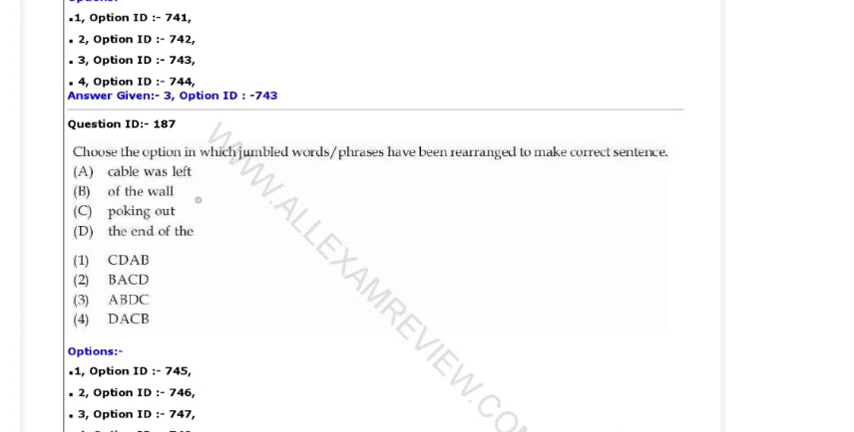 .1, Option ID :- 741,
. 2, Option ID :- 742,
. 3, Option ID :- 743,
. 4, Option ID :- 744,
Answer Given:- 3, Option ID : -743
Question ID:- 187
Choose the option in which jumbled words/phrases have been rearranged to make correct sentence.
(A) cable was left
(B) of the wall
(C) poking out
(D) the end of the
(1) CDAB
(2) BACD
(3) ABDC
(4) DACB
Options:-
.1, Option ID :- 745,
. 2, Option ID :- 746,
. 3, Option ID :- 747,
WWW.ALLEXAMREVIEW.CO